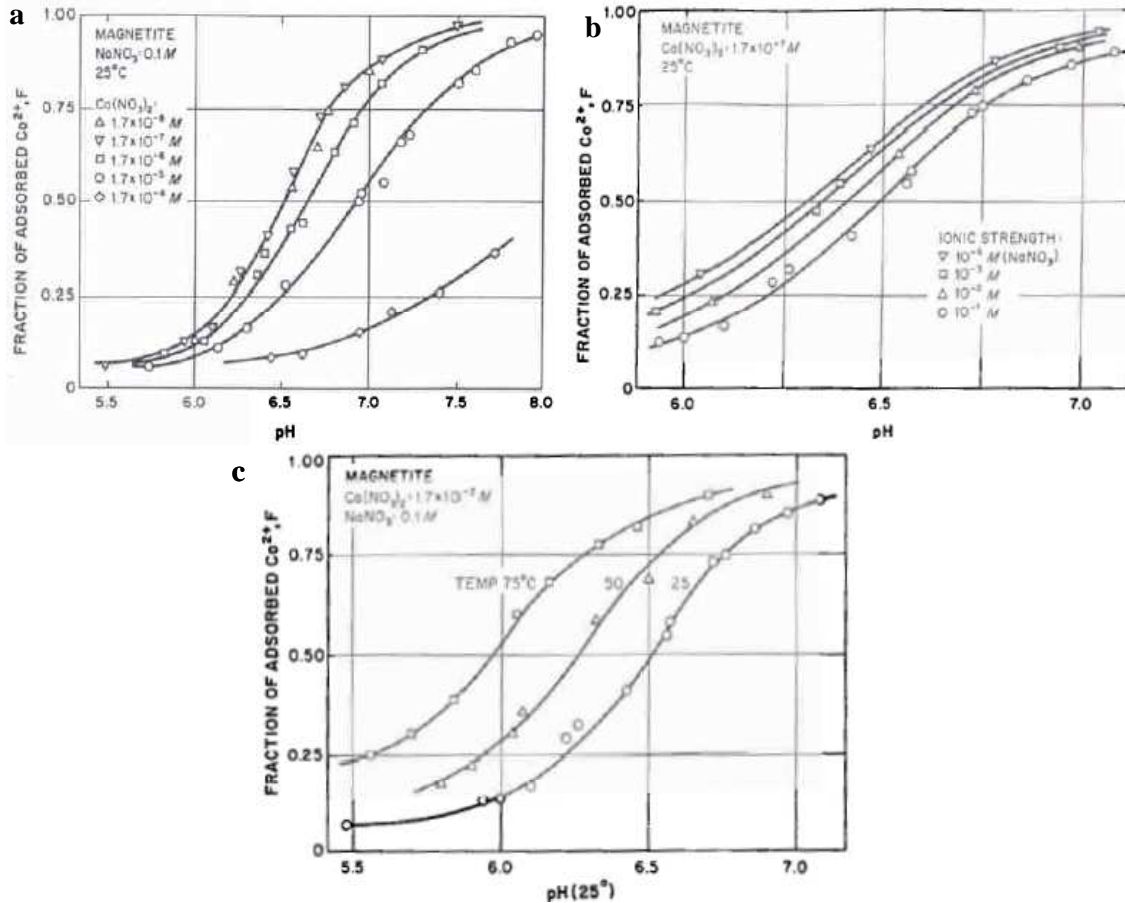 a
MAGNETITE
NaNO₃:0.1M
25°C
Co(NO₃)₂:
△ 1.7×10⁻⁸ M
▽ 1.7×10⁻⁷ M
□ 1.7×10⁻⁶ M
○ 1.7×10⁻⁵ M
◇ 1.7×10⁻⁴ M
FRACTION OF ADSORBED Co²⁺, F
1.00
0.75
0.50
0.25
0
5.5 6.0 6.5 7.0 7.5 8.0
pH
b
MAGNETITE
Co(NO₃)₂=1.7×10⁻⁷ M
25°C
FRACTION OF ADSORBED Co²⁺, F
1.00
0.75
0.50
0.25
0
IONIC STRENGTH:
▽ M (NaNO₃)
□ 10⁻³ M
△ 10⁻² M
○ 10⁻¹ M
6.0 6.5 7.0
pH
c
MAGNETITE
Co(NO₃)₂=1.7×10⁻⁷ M
NaNO₃: 0.1M
TEMP 75°C 50 25
FRACTION OF ADSORBED Co²⁺, F
1.00
0.75
0.50
0.25
0
5.5 6.0 6.5 7.0
pH (25°)